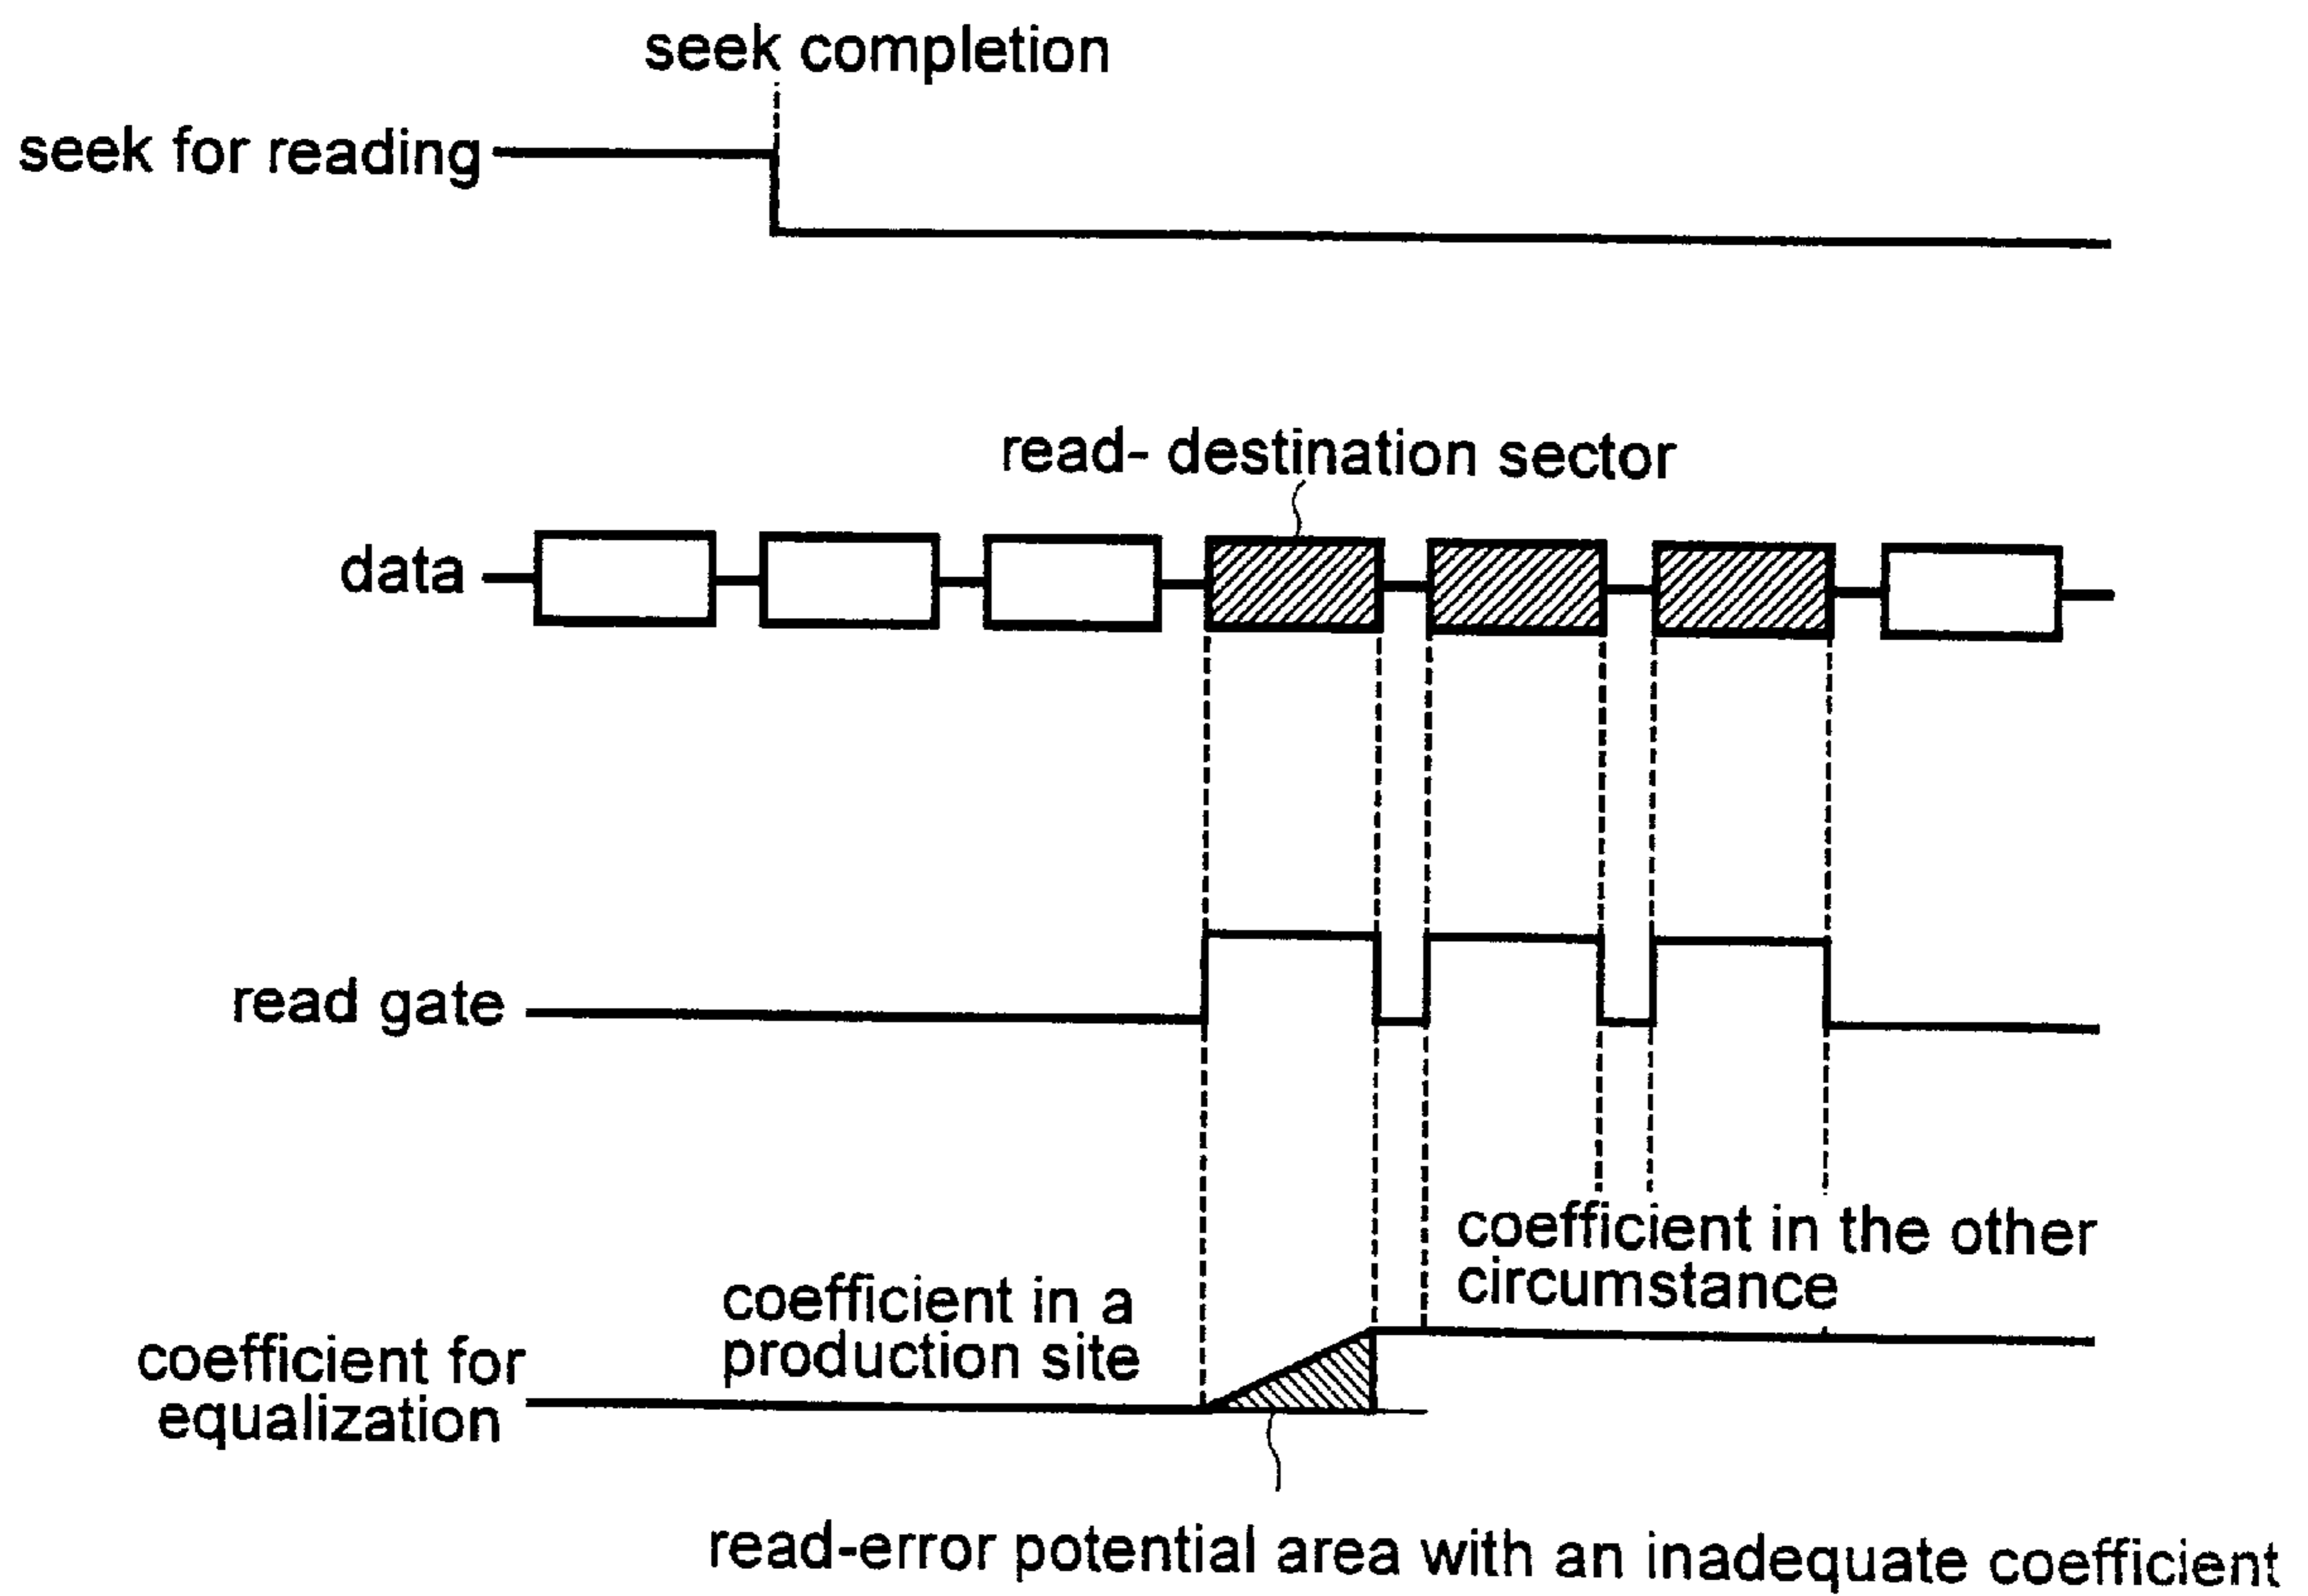 seek completion
seek for reading
read- destination sector
data
read gate
coefficient in the other
circumstance
coefficient in a
production site
coefficient for
equalization
read-error potential area with an inadequate coefficient